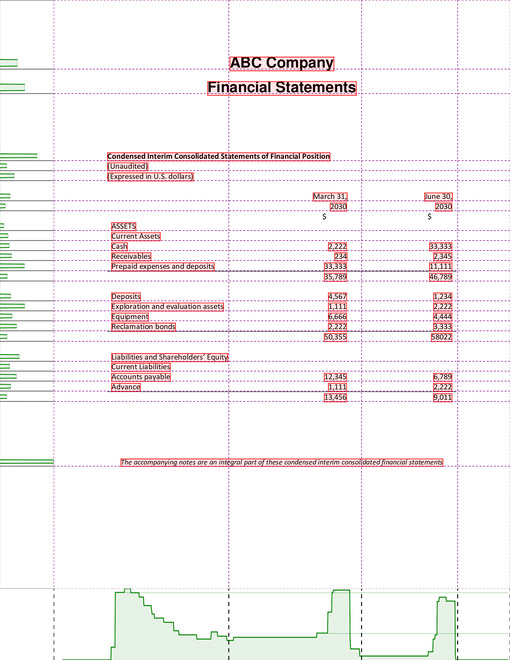 ABC Company
Financial Statements
Condensed Interim Consolidated Statements of Financial Position
(Unaudited)
(Expressed in U.S. dollars)
March 31, June 30,
2030 2030
$ $
ASSETS
Current Assets
Cash 2,222 33,333
Receivables 234 2,345
Prepaid expenses and deposits 33,333 11,111
35,789 46,789
Deposits 4,567 1,234
Exploration and evaluation assets 1,111 2,222
Equipment 6,666 4,444
Reclamation bonds 2,222 3,333
50,355 58022
Liabilities and Shareholders' Equity
Current Liabilities
Accounts payable 12,345 6,789
Advance 1,111 2,222
13,456 9,011
The accompanying notes are an integral part of these condensed interim consolidated financial statements